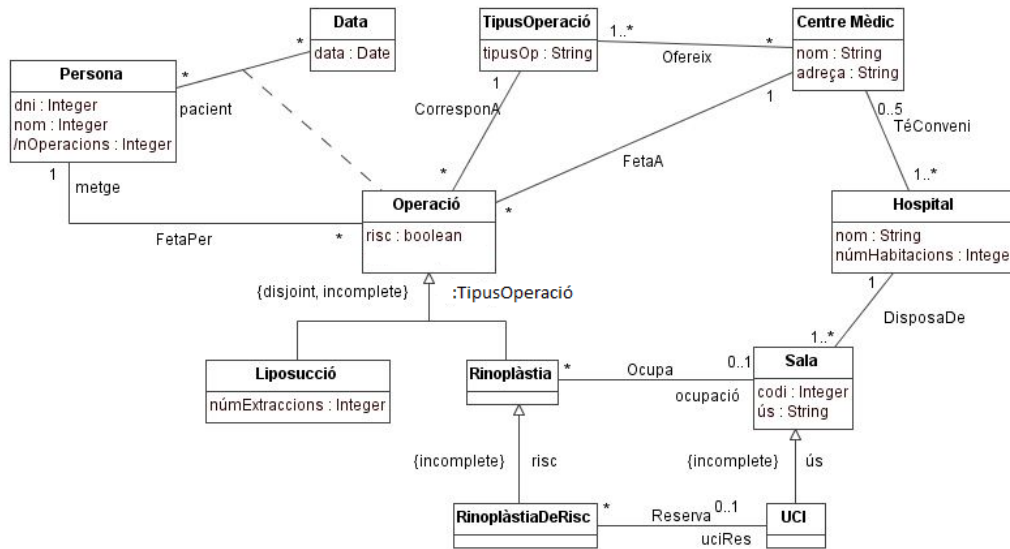 Data
data : Date
*
TipusOperació
tipusOp : String
1..*
Ofereix
*
Centre Mèdic
nom : String
adreça : String
Persona
dni : Integer
nom : Integer
/nOperacions : Integer
*
pacient
1
CorresponA
*
1
FetaA
*
0..5
TéConveni
1..*
1
metge
FetaPer
*
Operació
risc : boolean
Hospital
nom : String
númHabitacions : Intege
1
DisposaDe
1..*
{disjoint, incomplete}
:TipusOperació
Liposucció
númExtraccions : Integer
Rinoplàstia
*
Ocupa
0..1
ocupació
Sala
codi : Integer
ús : String
{incomplete}
risc
{incomplete}
ús
RinoplàstiaDeRisc
*
Reserva
0..1
uciRes
UCI